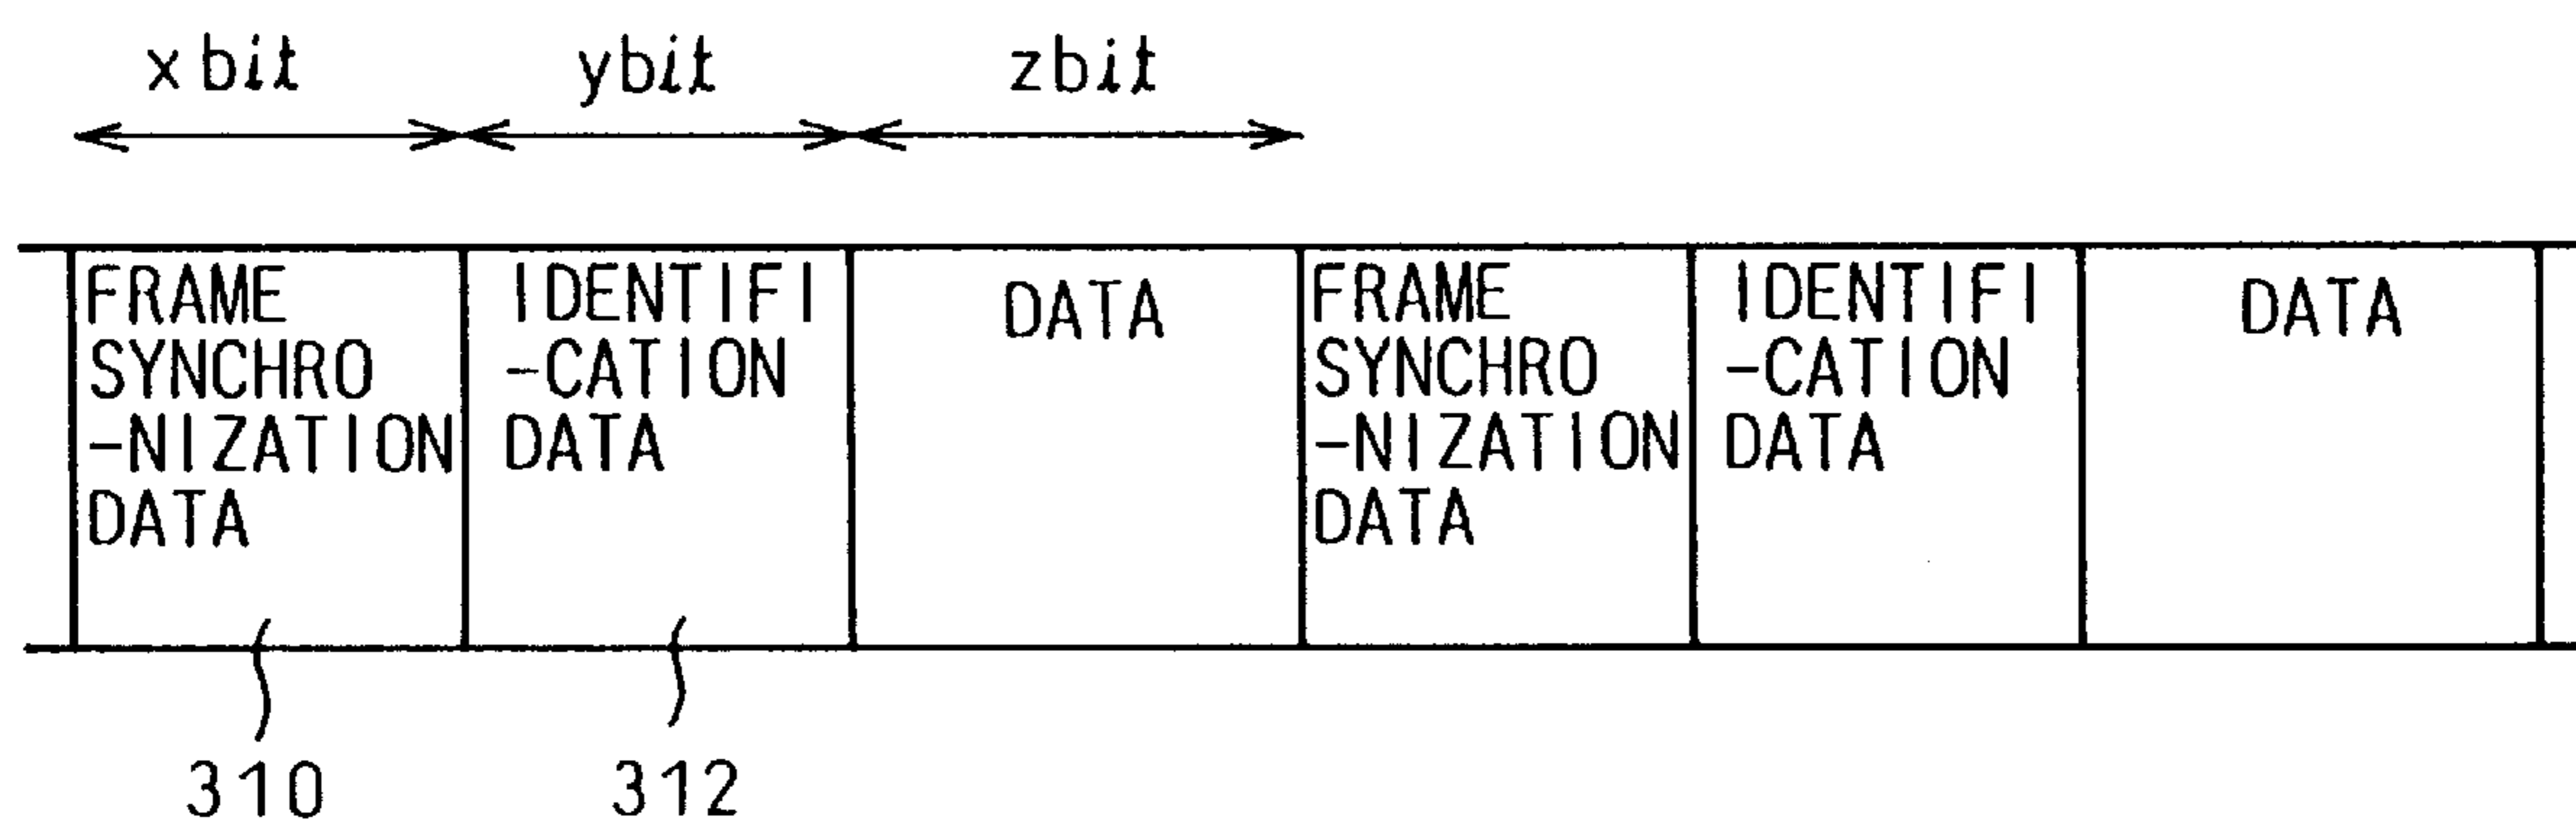 xbit ybit zbit
FRAME
SYNCHRO
-NIZATION
DATA
IDENTIFI
-CATION
DATA
DATA
FRAME
SYNCHRO
-NIZATION
DATA
IDENTIFI
-CATION
DATA
DATA
310 312